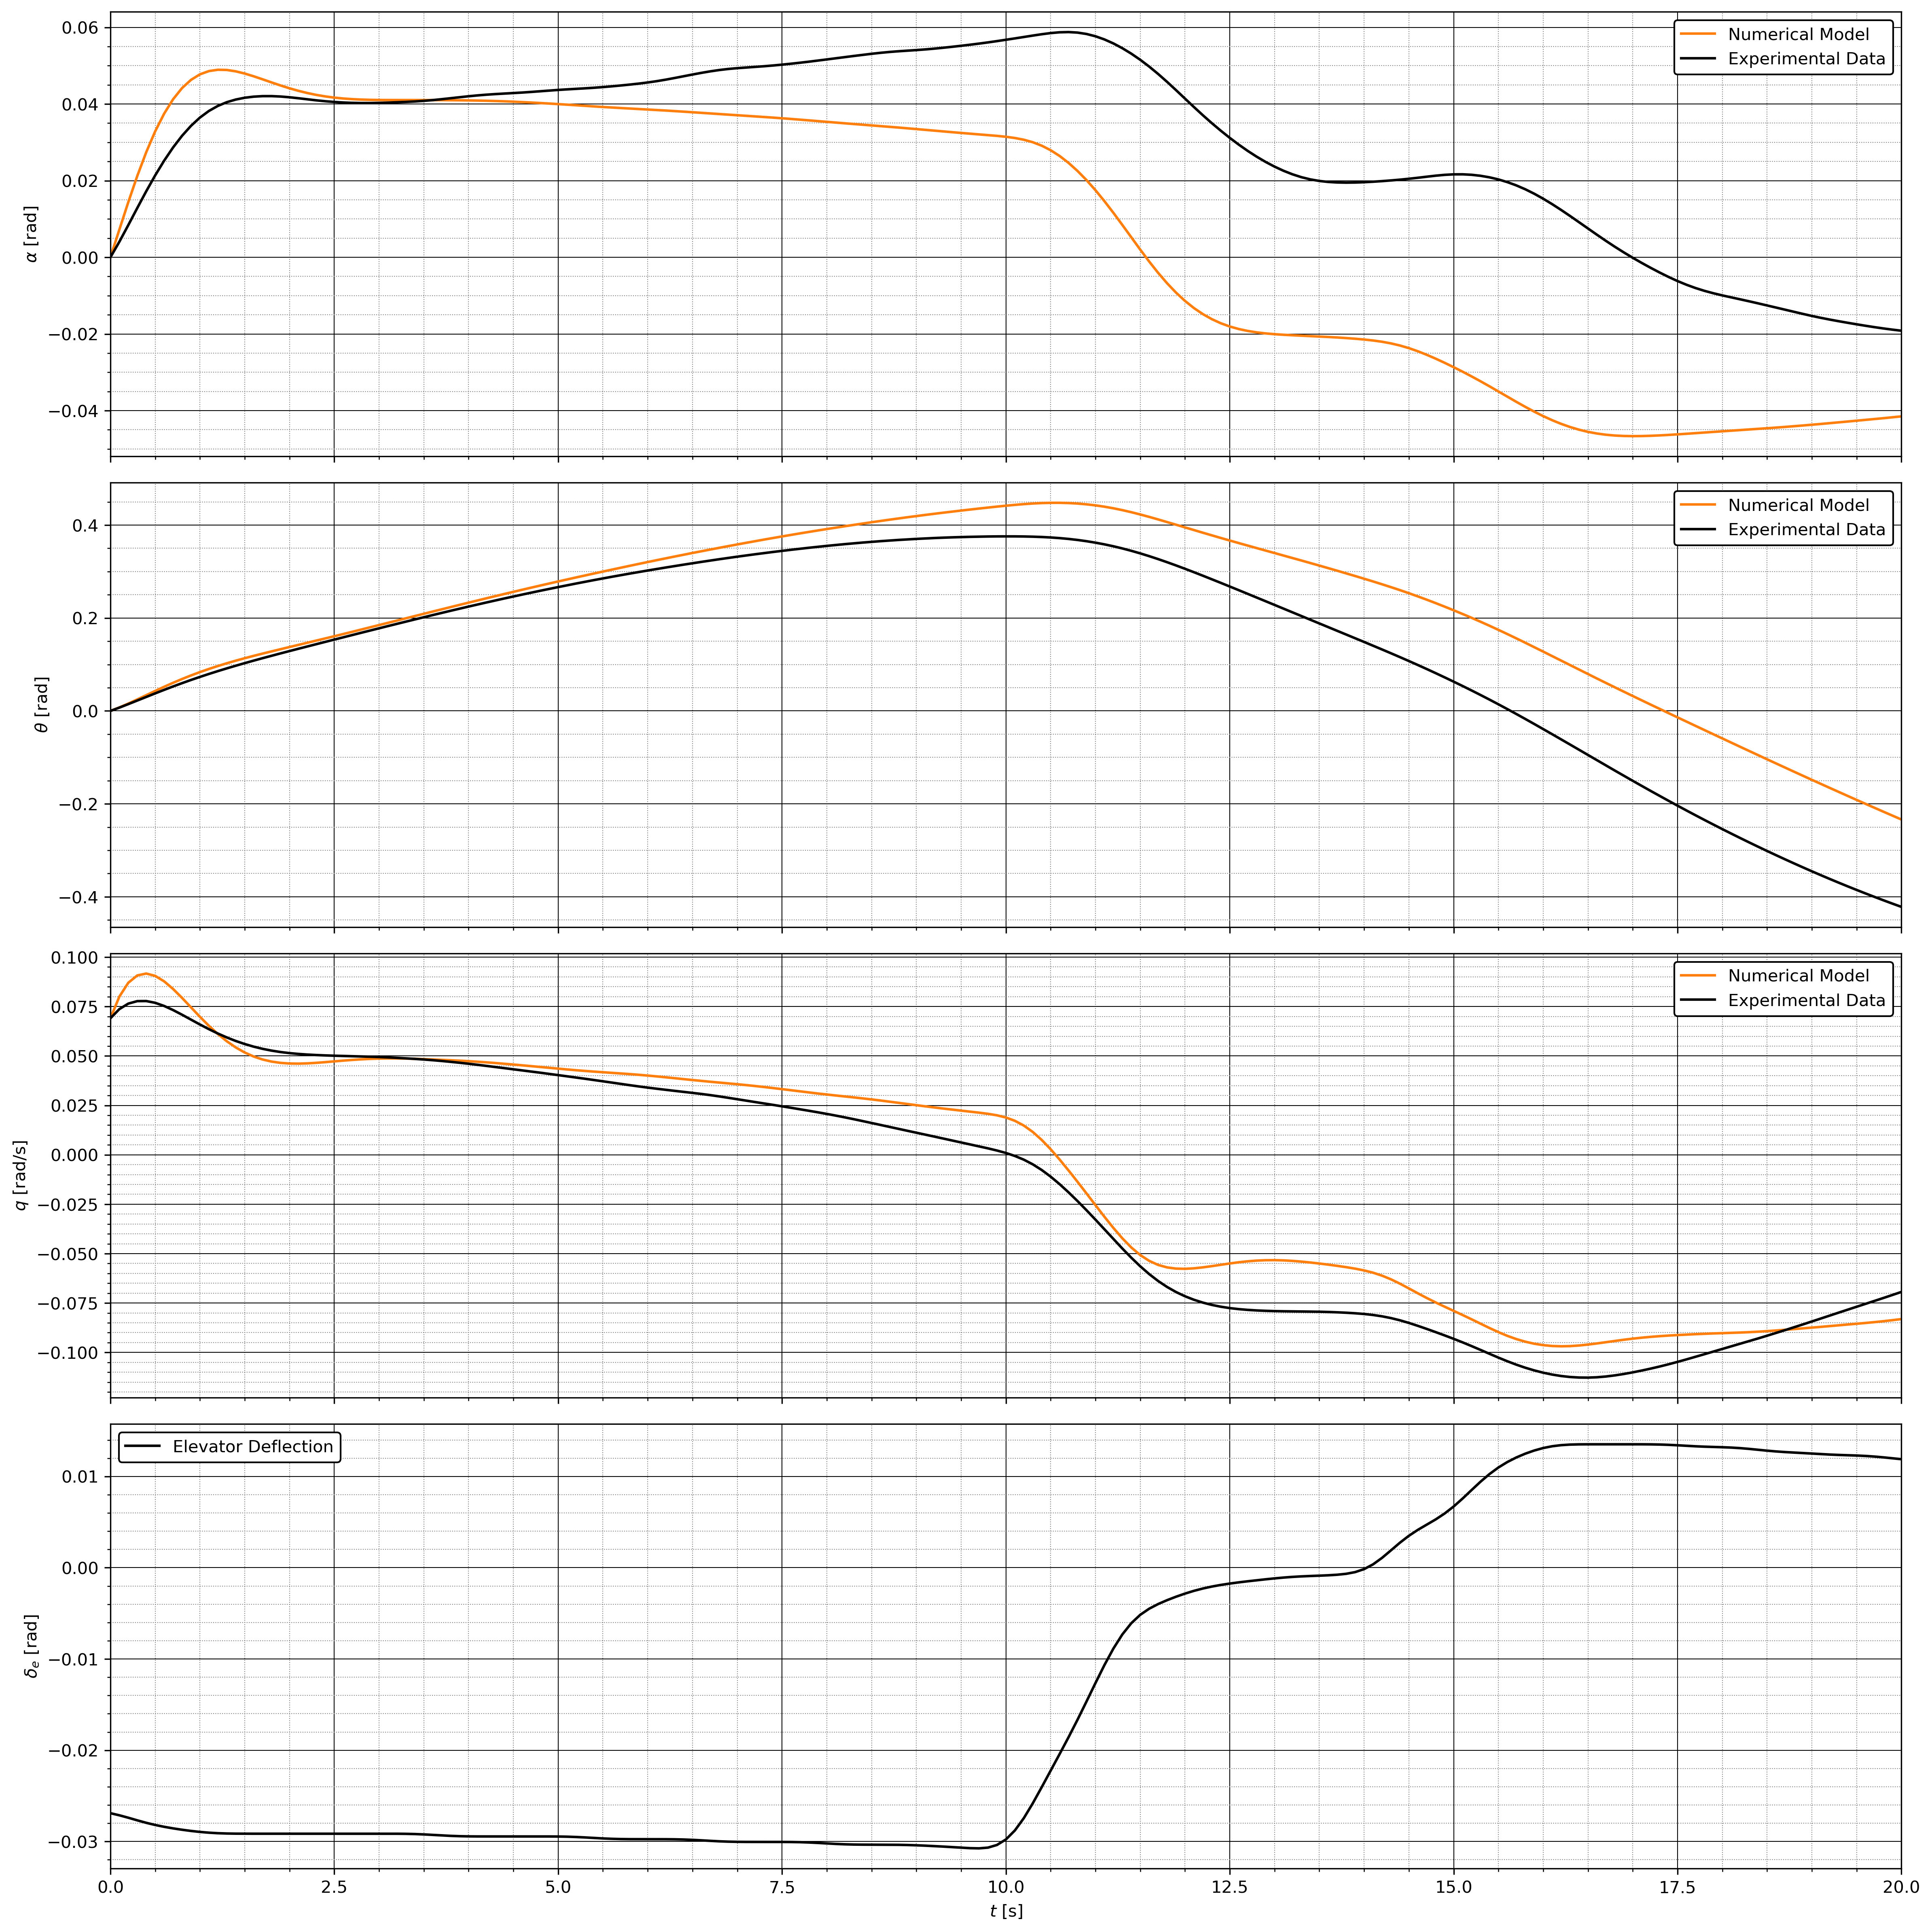 0.06
0.04
0.02
0.00
−0.02
−0.04
α [rad]
Numerical Model
Experimental Data
0.4
0.2
0.0
−0.2
−0.4
θ [rad]
Numerical Model
Experimental Data
0.100
0.075
0.050
0.025
0.000
−0.025
−0.050
−0.075
−0.100
q [rad/s]
Numerical Model
Experimental Data
Elevator Deflection
0.01
0.00
−0.01
−0.02
−0.03
δe [rad]
0.0 2.5 5.0 7.5 10.0 12.5 15.0 17.5 20.0
t [s]